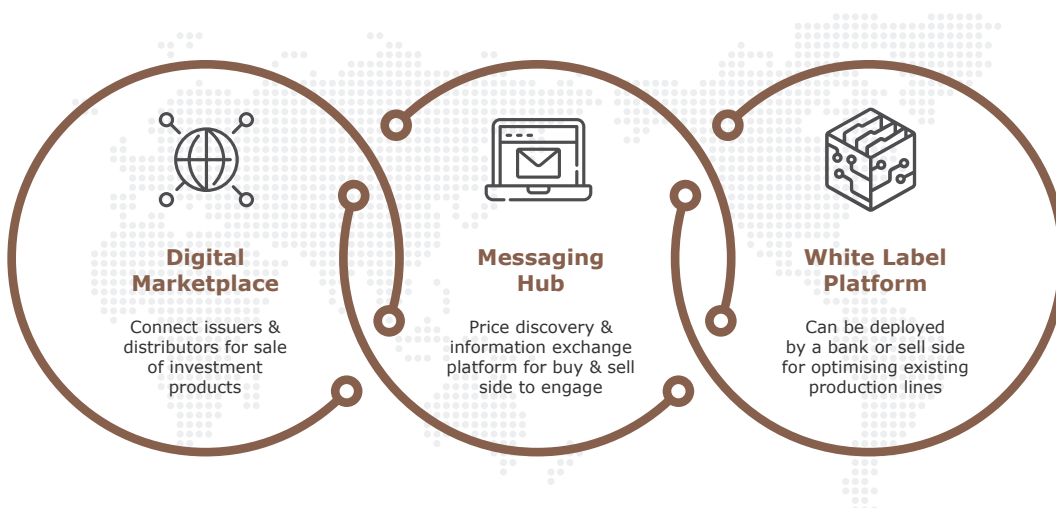 Digital
Marketplace
Connect issuers &
distributors for sale
of investment
products
Messaging
Hub
Price discovery &
information exchange
platform for buy & sell
side to engage
White Label
Platform
Can be deployed
by a bank or sell side
for optimising existing
production lines